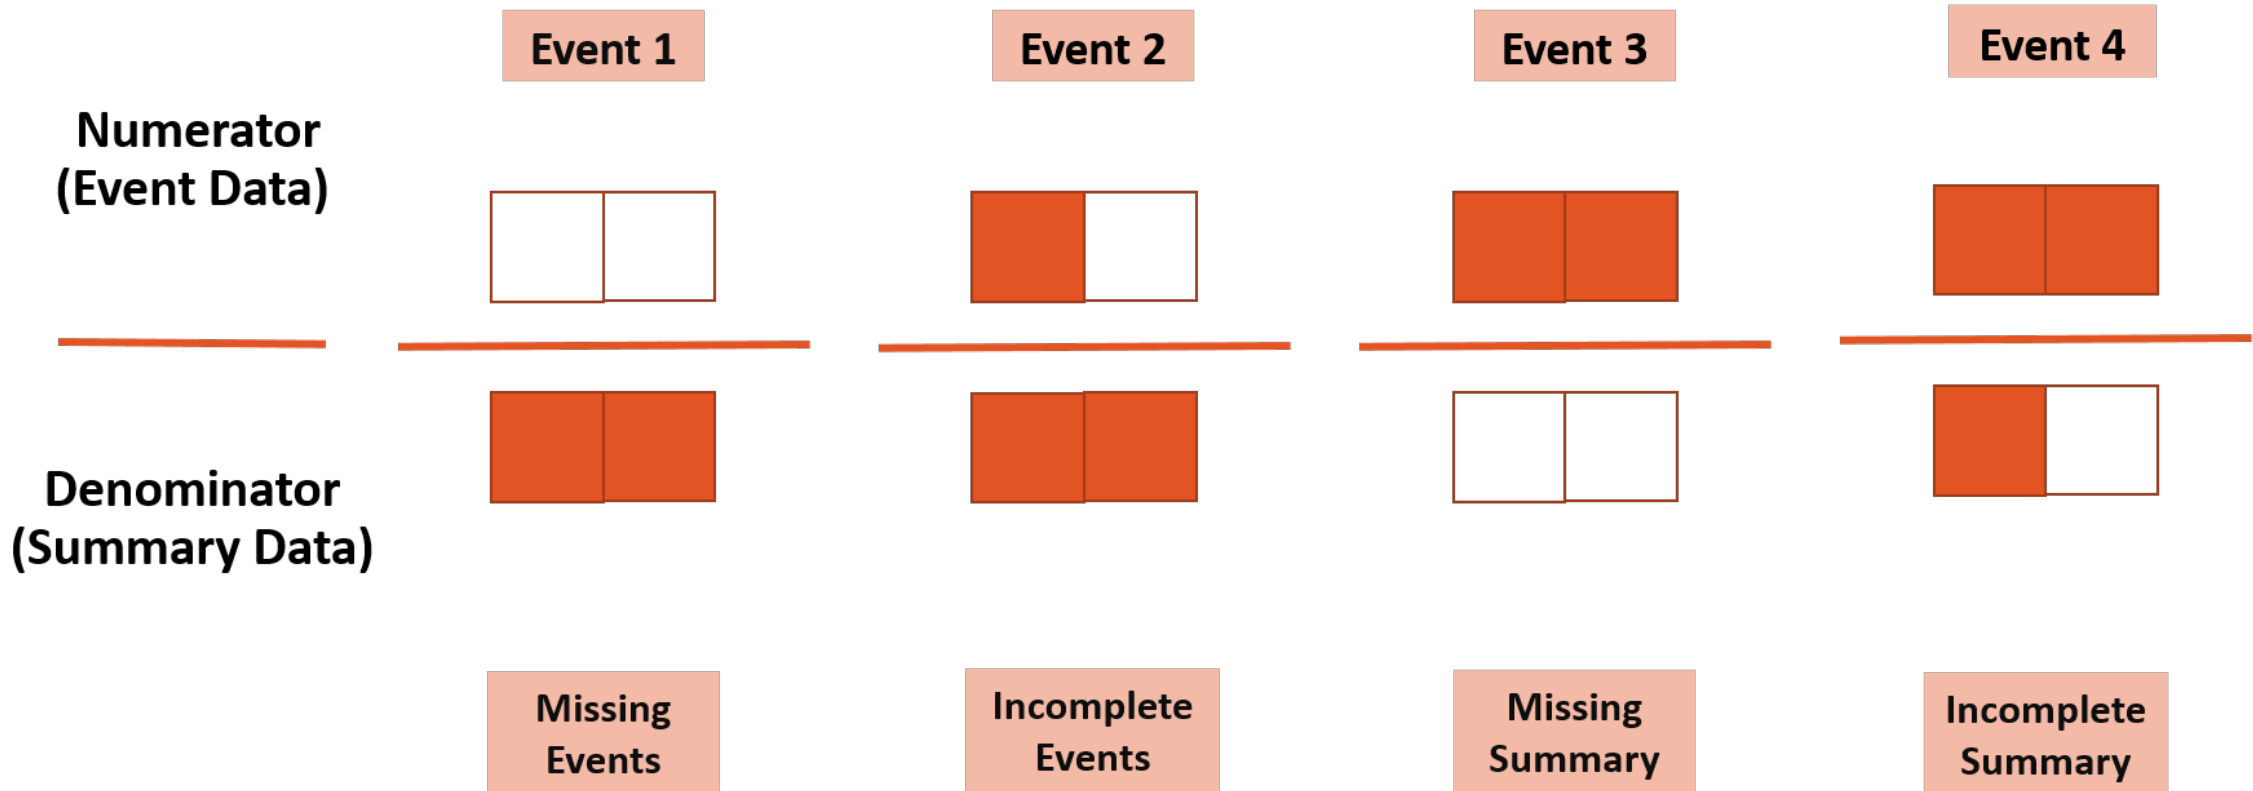 Event 1
Event 2
Event 3
Event 4
Numerator
(Event Data)
Denominator
(Summary Data)
Missing
Events
Incomplete
Events
Missing
Summary
Incomplete
Summary